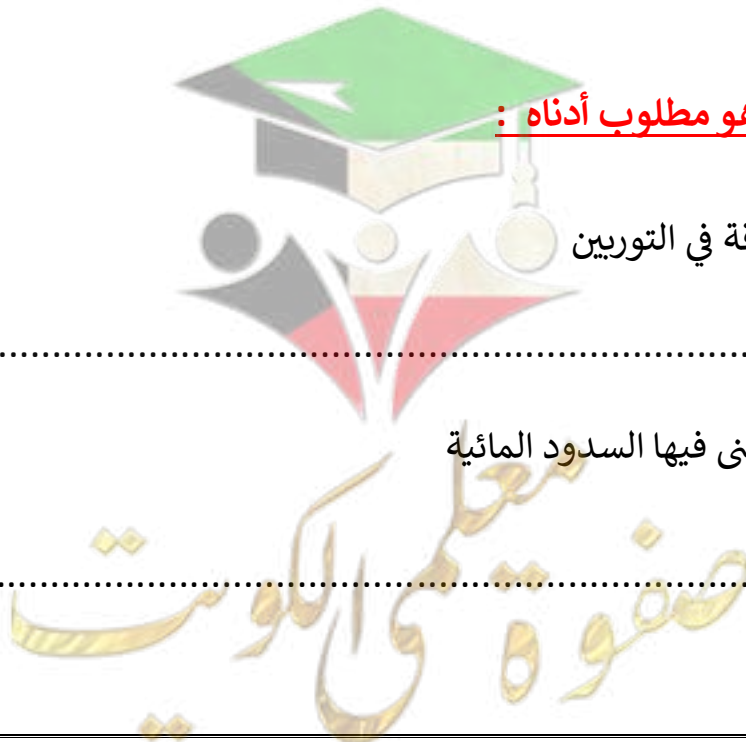 هو مطلوب أدناه :
في التوربين
فيها السدود المائية
صفوة معلمي الكويت